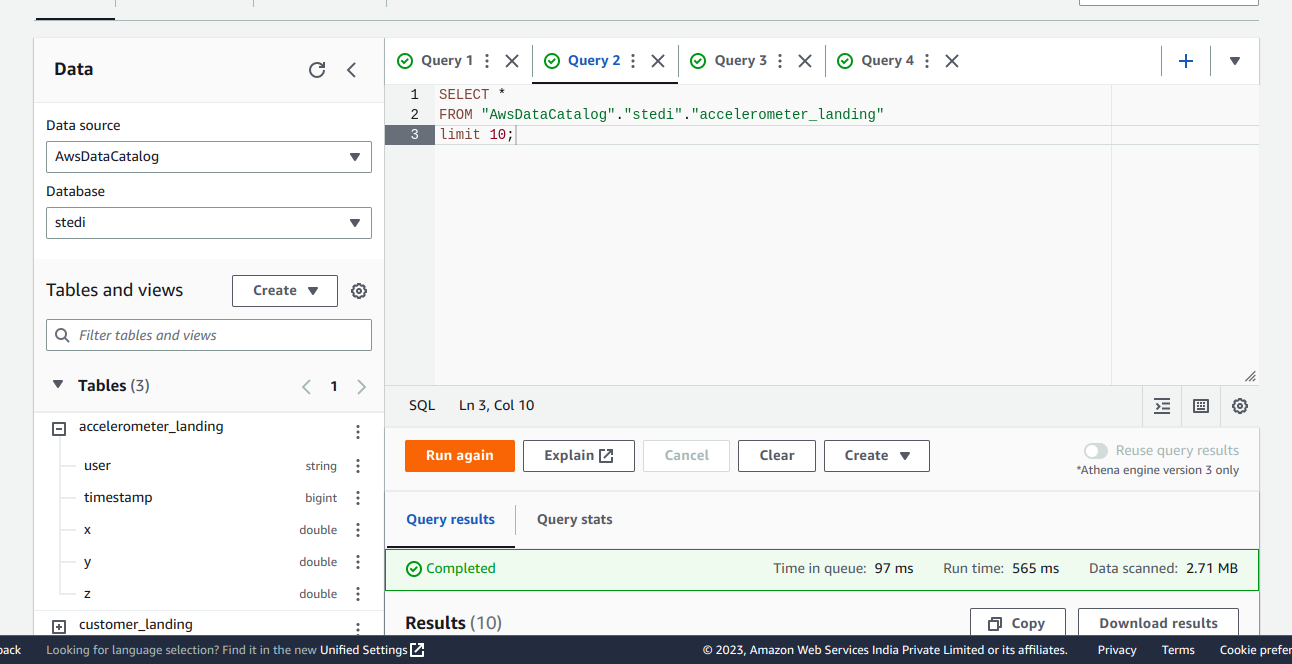 Data
Data source
AwsDataCatalog
Database
stedi
Tables and views
Create
Filter tables and views
Tables (3)
1
accelerometer_landing
user string
timestamp bigint
x double
y double
z double
customer_landing
Query 1
Query 2
Query 3
Query 4
1 SELECT *
2 FROM "AwsDataCatalog"."stedi"."accelerometer_landing"
3 limit 10;
SQL Ln 3, Col 10
Run again
Explain
Cancel
Clear
Create
Reuse query results
*Athena engine version 3 only
Query results
Query stats
Completed
Time in queue: 97 ms Run time: 565 ms Data scanned: 2.71 MB
Results (10)
Copy
Download results
Looking for language selection? Find it in the new Unified Settings
© 2023, Amazon Web Services India Private Limited or its affiliates. Privacy Terms Cookie